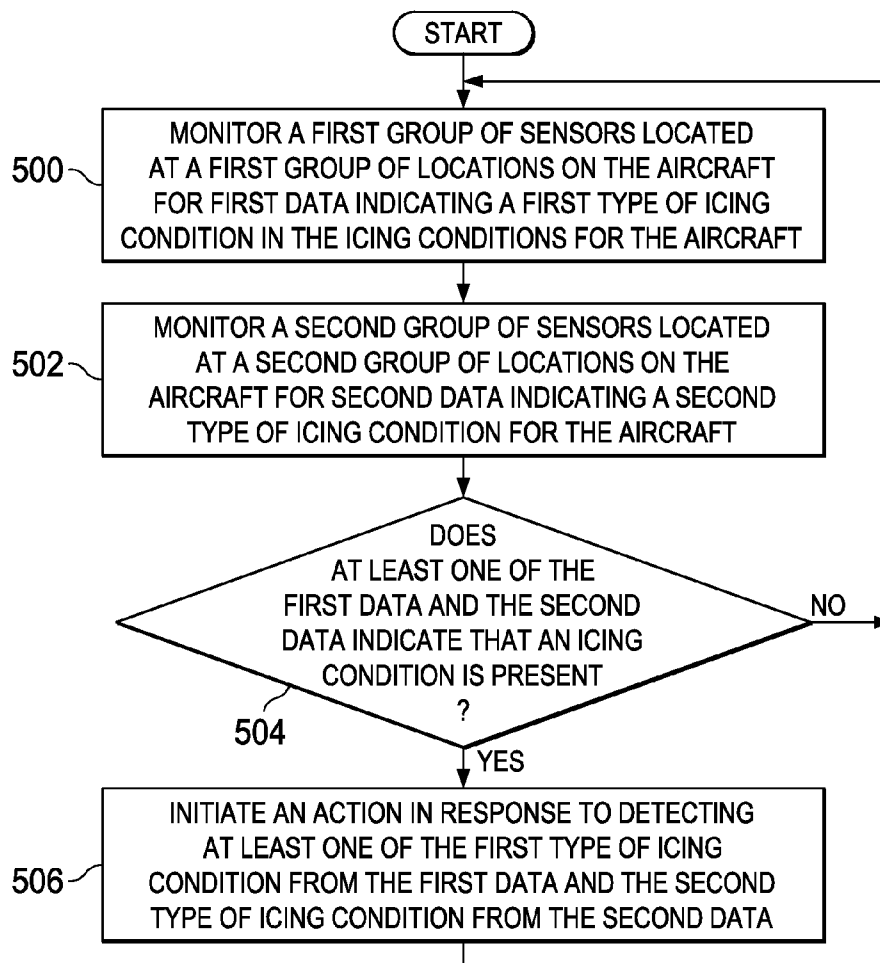 START
500
MONITOR A FIRST GROUP OF SENSORS LOCATED
AT A FIRST GROUP OF LOCATIONS ON THE AIRCRAFT
FOR FIRST DATA INDICATING A FIRST TYPE OF ICING
CONDITION IN THE ICING CONDITIONS FOR THE AIRCRAFT
502
MONITOR A SECOND GROUP OF SENSORS LOCATED
AT A SECOND GROUP OF LOCATIONS ON THE
AIRCRAFT FOR SECOND DATA INDICATING A SECOND
TYPE OF ICING CONDITION FOR THE AIRCRAFT
DOES
AT LEAST ONE OF THE
FIRST DATA AND THE SECOND
DATA INDICATE THAT AN ICING
CONDITION IS PRESENT
?
NO
504
YES
506
INITIATE AN ACTION IN RESPONSE TO DETECTING
AT LEAST ONE OF THE FIRST TYPE OF ICING
CONDITION FROM THE FIRST DATA AND THE SECOND
TYPE OF ICING CONDITION FROM THE SECOND DATA